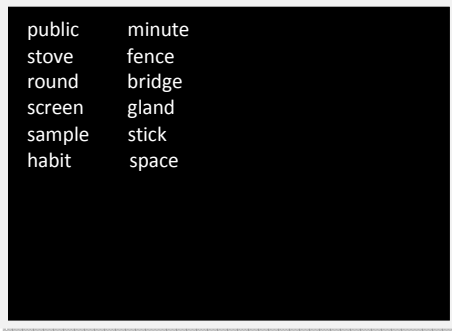 public minute
stove fence
round bridge
screen gland
sample stick
habit space